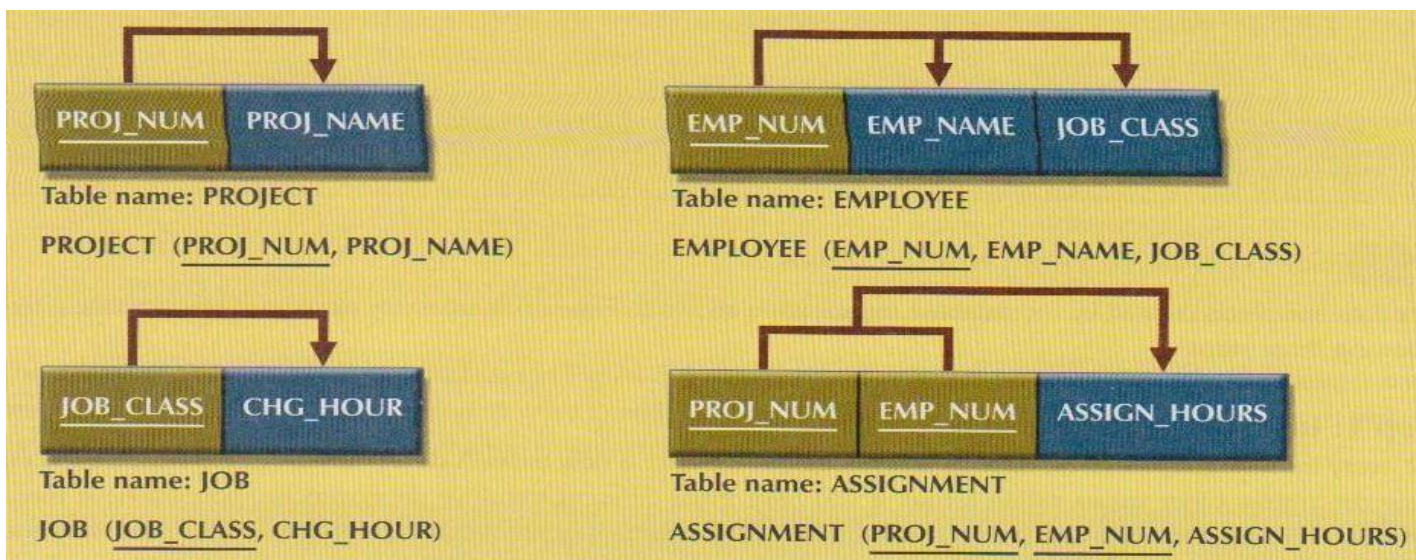 PROJ_NUM PROJ_NAME
Table name: PROJECT
PROJECT (PROJ_NUM, PROJ_NAME)
EMP_NUM EMP_NAME JOB_CLASS
Table name: EMPLOYEE
EMPLOYEE (EMP_NUM, EMP_NAME, JOB_CLASS)
JOB_CLASS CHG_HOUR
Table name: JOB
JOB (JOB_CLASS, CHG_HOUR)
PROJ_NUM EMP_NUM ASSIGN_HOURS
Table name: ASSIGNMENT
ASSIGNMENT (PROJ_NUM, EMP_NUM, ASSIGN_HOURS)